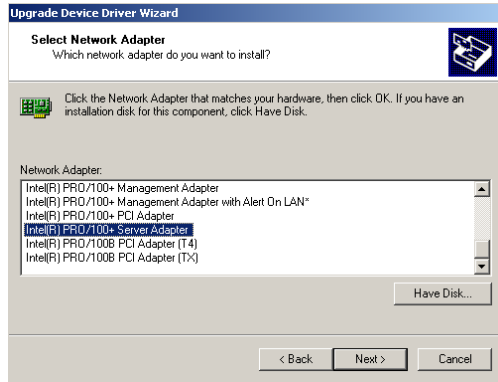 Upgrade Device Driver Wizard
Select Network Adapter
Which network adapter do you want to install?
Click the Network Adapter that matches your hardware, then click OK. If you have an
installation disk for this component, click Have Disk.
Network Adapter:
Intel(R) PRO/100+ Management Adapter
Intel(R) PRO/100+ Management Adapter with Alert On LAN*
Intel(R) PRO/100+ PCI Adapter
Intel(R) PRO/100+ Server Adapter
Intel(R) PRO/100B PCI Adapter (T4)
Intel(R) PRO/100B PCI Adapter (TX)
Have Disk...
< Back Next > Cancel